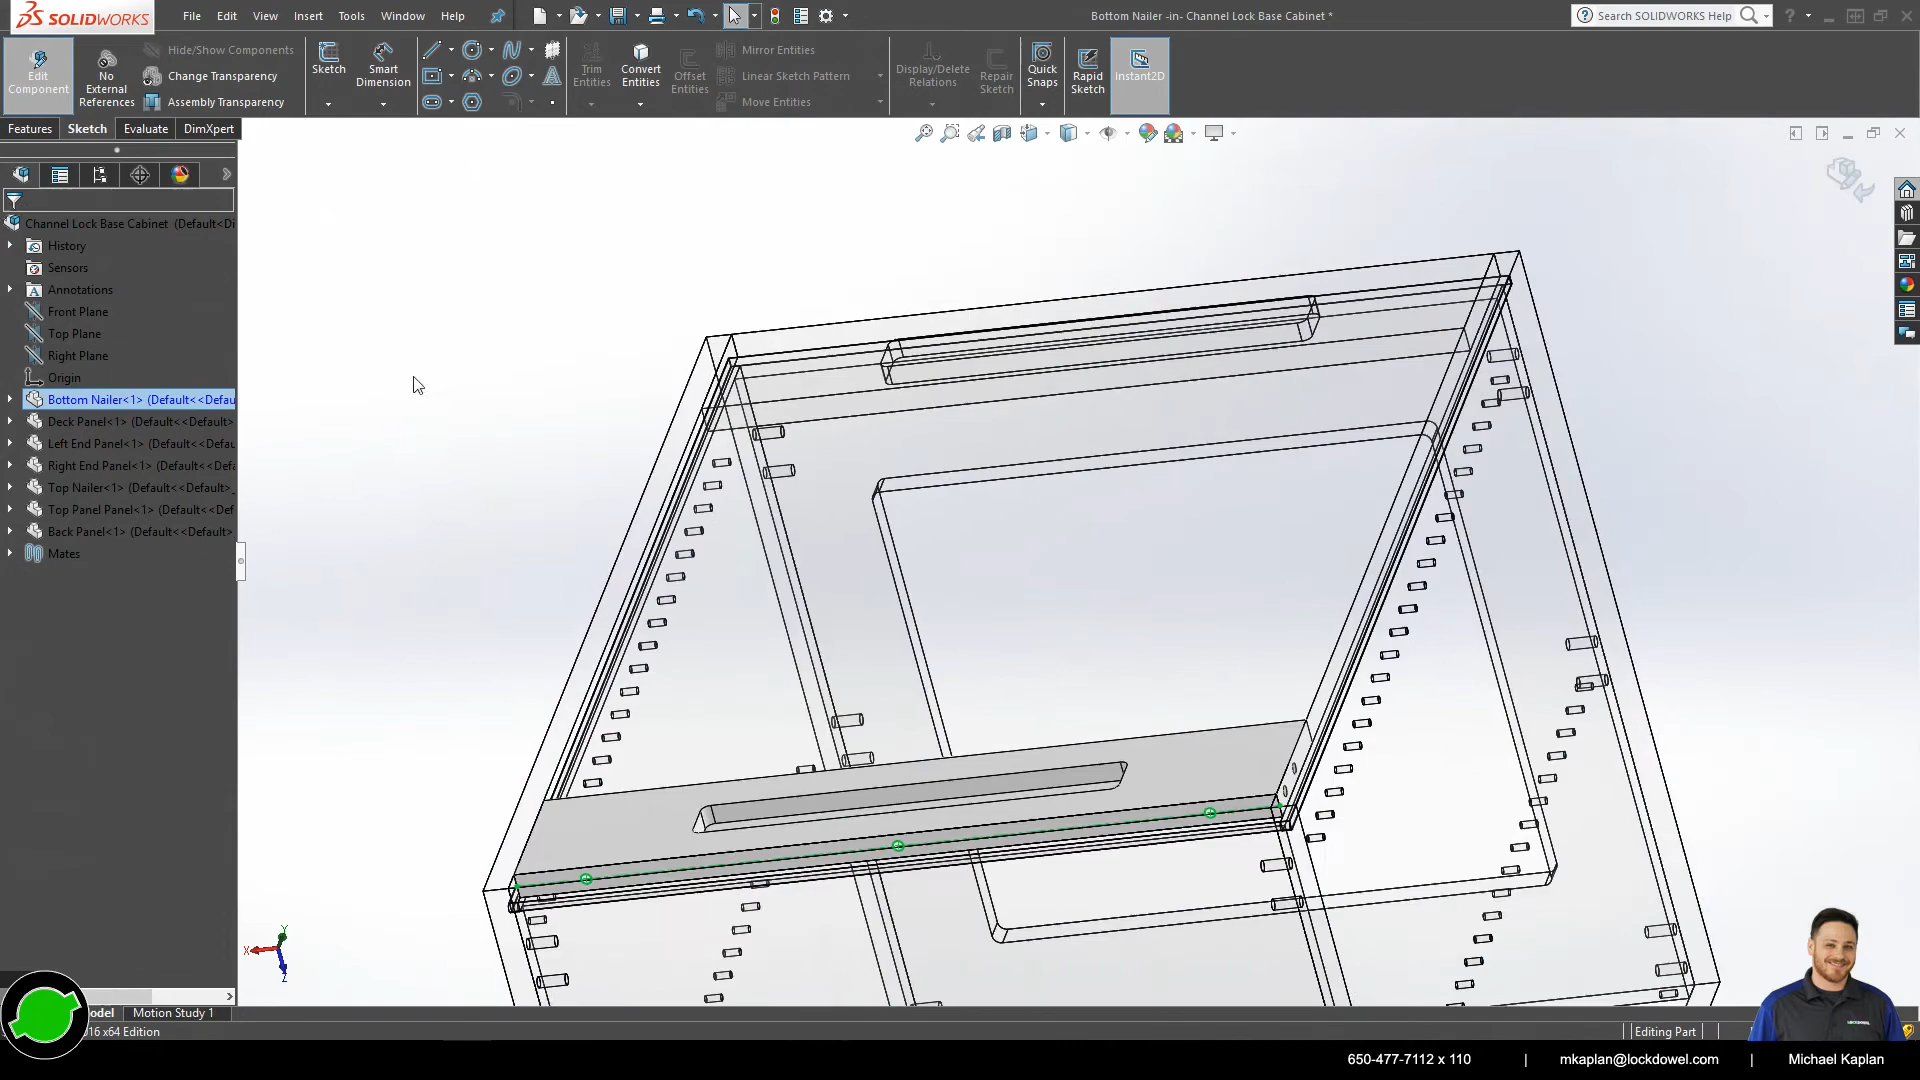 SOLIDWORKS
File Edit View Insert Tools Window Help
Bottom Nailer -in- Channel Lock Base Cabinet *
Search SOLIDWORKS Help
Edit Component
No External References
Hide/Show Components
Change Transparency
Assembly Transparency
Sketch
Smart Dimension
Trim Entities
Convert Entities
Offset Entities
Mirror Entities
Linear Sketch Pattern
Move Entities
Display/Delete Relations
Repair Sketch
Quick Snaps
Rapid Sketch
Instant2D
Features Sketch Evaluate DimXpert
Channel Lock Base Cabinet (Default<Di
History
Sensors
Annotations
Front Plane
Top Plane
Right Plane
Origin
Bottom Nailer<1> (Default<<Defau
Deck Panel<1> (Default<<Default>
Left End Panel<1> (Default<<Defau
Right End Panel<1> (Default<<Defa
Top Nailer<1> (Default<<Default>_
Top Panel Panel<1> (Default<<Def
Back Panel<1> (Default<<Default>_
Mates
X Y Z
odel Motion Study 1
16 x64 Edition
Editing Part
LOCKDOWEL
650-477-7112 x 110 | mkaplan@lockdowel.com | Michael Kaplan